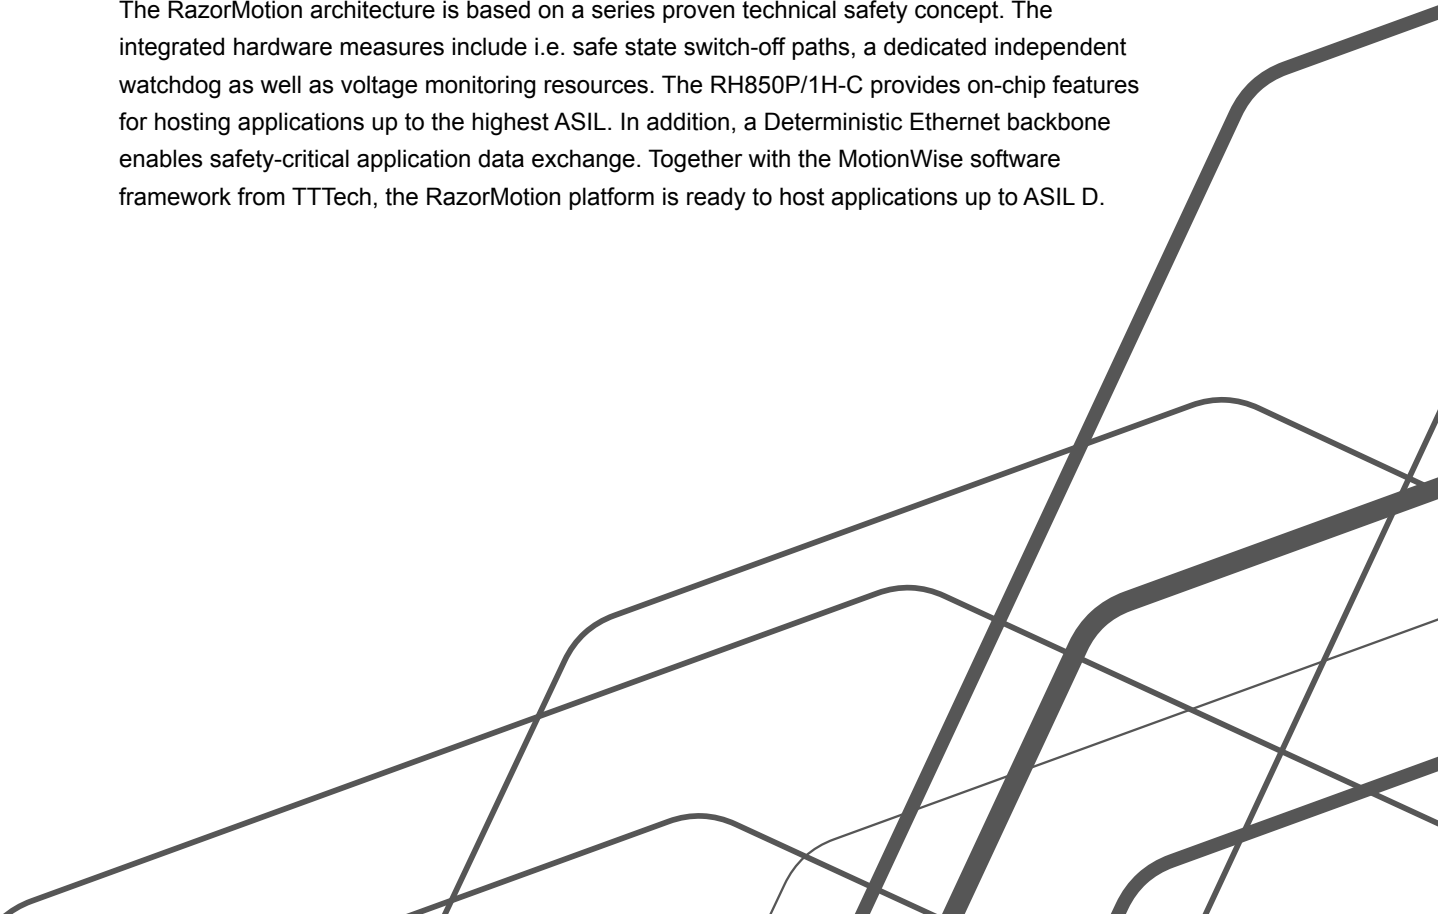 The RazorMotion architecture is based on a series proven technical safety concept. The
integrated hardware measures include i.e. safe state switch-off paths, a dedicated independent
watchdog as well as voltage monitoring resources. The RH850P/1H-C provides on-chip features
for hosting applications up to the highest ASIL. In addition, a Deterministic Ethernet backbone
enables safety-critical application data exchange. Together with the MotionWise software
framework from TTTech, the RazorMotion platform is ready to host applications up to ASIL D.